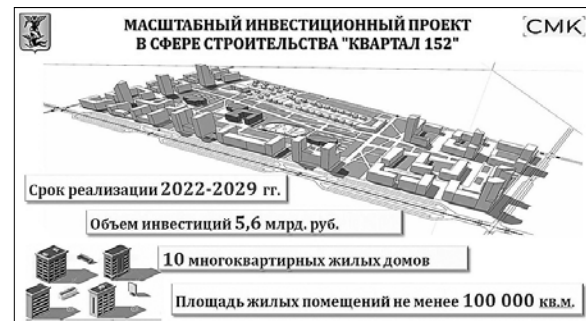 МАСШТАБНЫЙ ИНВЕСТИЦИОННЫЙ ПРОЕКТ
В СФЕРЕ СТРОИТЕЛЬСТВА "КВАРТАЛ 152"
СМК
Срок реализации 2022-2029 гг.
Объем инвестиций 5,6 млрд. руб.
10 многоквартирных жилых домов
Площадь жилых помещений не менее 100 000 кв.м.